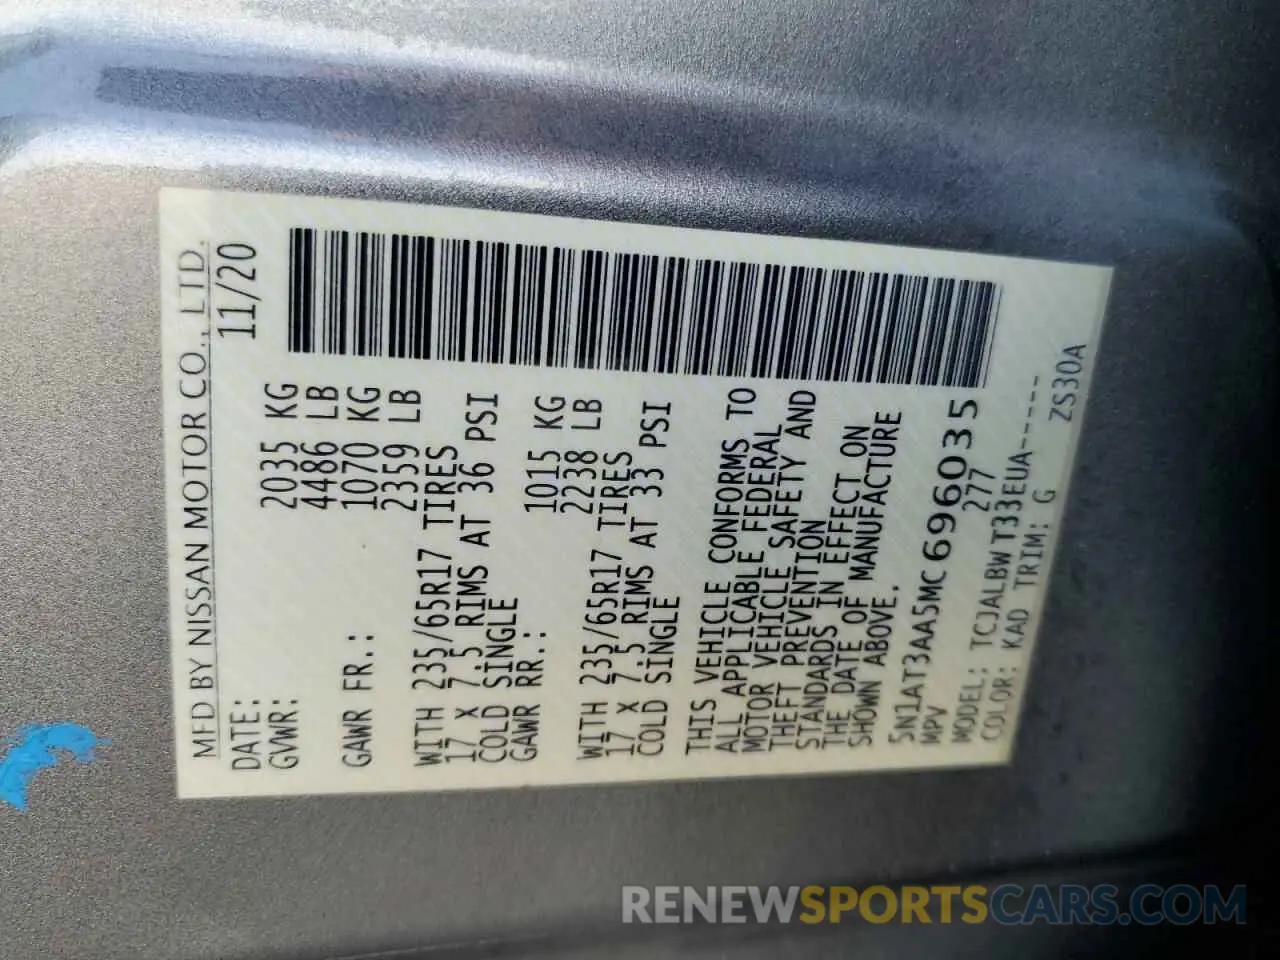 MFD BY NISSAN MOTOR CO., LTD.
DATE: 11/20
GVWR: 2035 KG
4486 LB
GAWR FR.: 1070 KG
2359 LB
WITH 235/65R17 TIRES
17 X 7.5 RIMS AT 36 PSI
COLD SINGLE
GAWR RR.: 1015 KG
2238 LB
WITH 235/65R17 TIRES
17 X 7.5 RIMS AT 33 PSI
COLD SINGLE
THIS VEHICLE CONFORMS TO
ALL APPLICABLE FEDERAL
MOTOR VEHICLE SAFETY AND
THEFT PREVENTION
STANDARDS IN EFFECT ON
THE DATE OF MANUFACTURE
SHOWN ABOVE.
5N1AT3AA5MC696035
MPV 277
MODEL: TCJALBWT33EUA-----
COLOR: KAD TRIM: G ZS30A
RENEWSPORTSCARS.COM